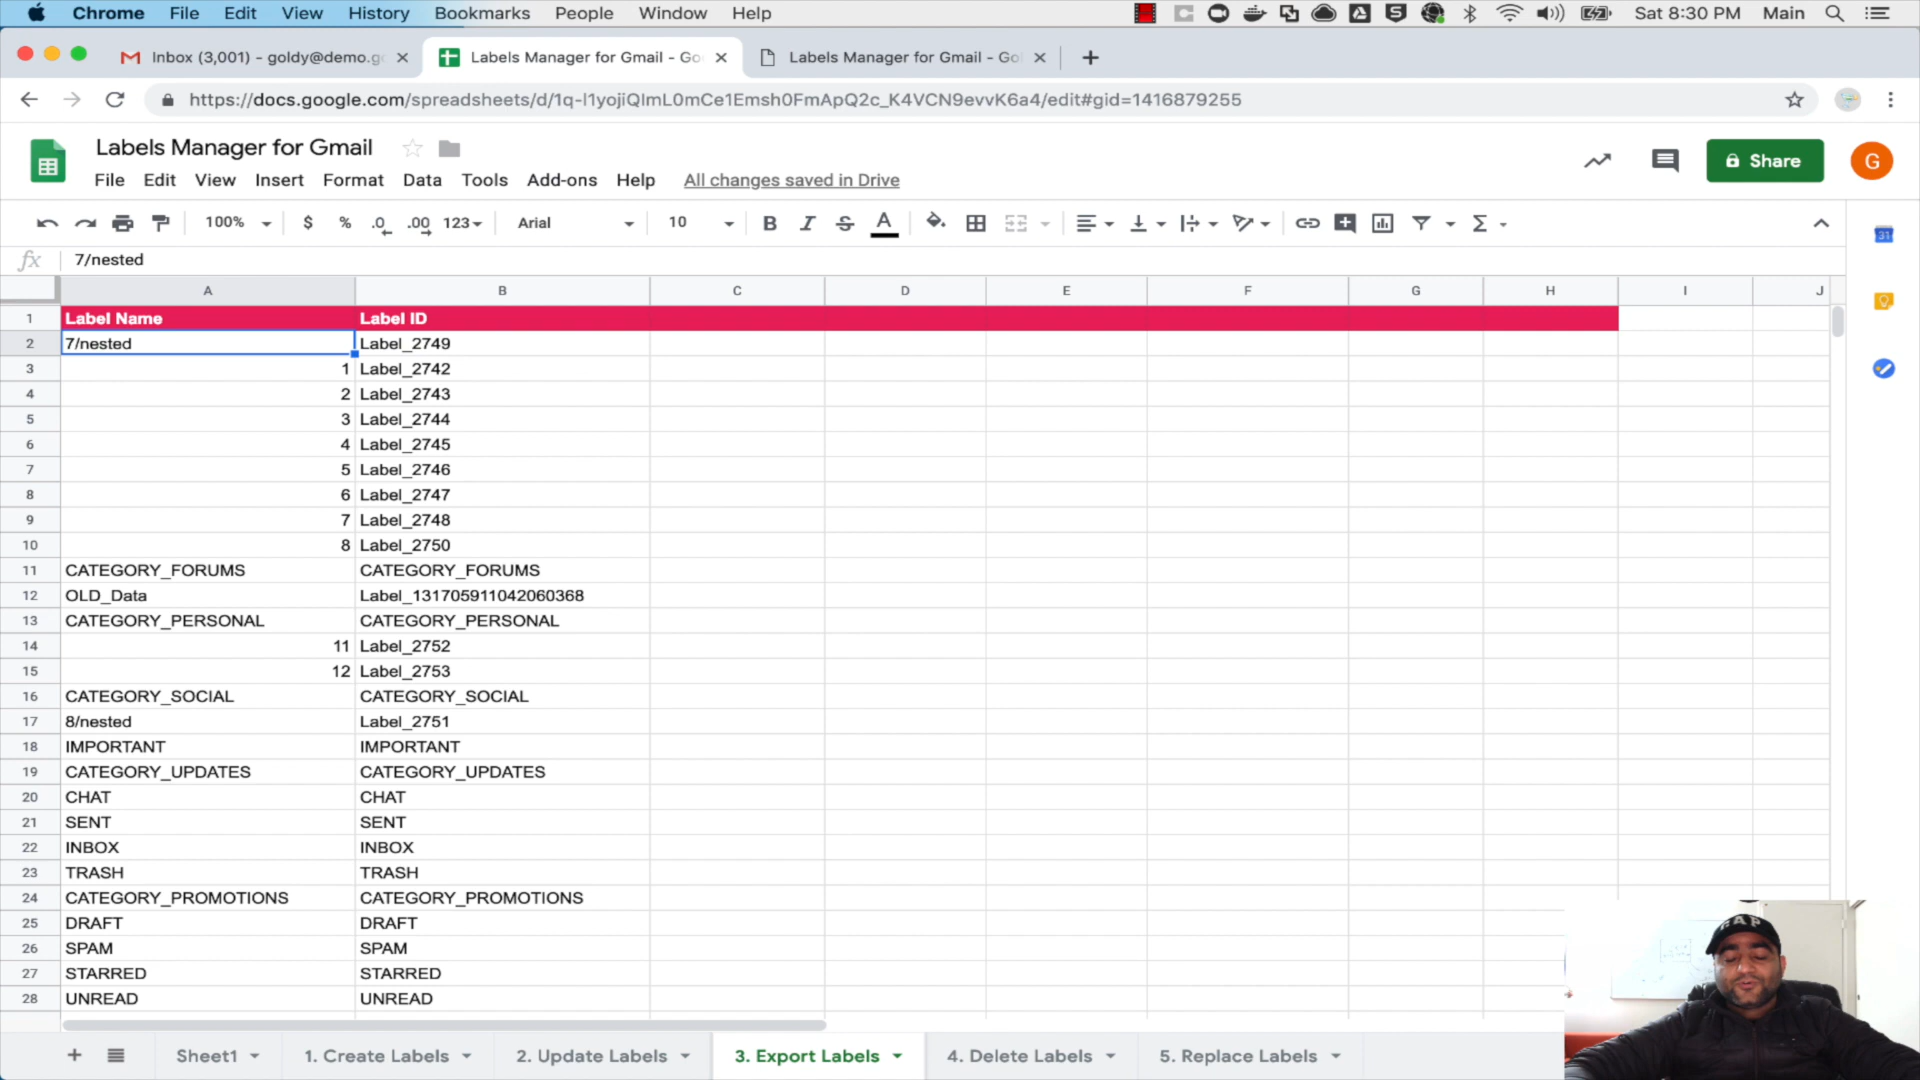 Chrome File Edit View History Bookmarks People Window Help Sat 8:30 PM Main
Inbox (3,001) - goldy@demo.g
Labels Manager for Gmail - Go
Labels Manager for Gmail - Go
https://docs.google.com/spreadsheets/d/1q-l1yojiQlmL0mCe1Emsh0FmApQ2c_K4VCN9evvK6a4/edit#gid=1416879255
Labels Manager for Gmail
Share
G
File Edit View Insert Format Data Tools Add-ons Help All changes saved in Drive
100% $ % .0 .00 123 Arial 10 B I S A Σ
31
fx 7/nested
A B C D E F G H I J
1 Label Name Label ID
2 7/nested Label_2749
3 1 Label_2742
4 2 Label_2743
5 3 Label_2744
6 4 Label_2745
7 5 Label_2746
8 6 Label_2747
9 7 Label_2748
10 8 Label_2750
11 CATEGORY_FORUMS CATEGORY_FORUMS
12 OLD_Data Label_131705911042060368
13 CATEGORY_PERSONAL CATEGORY_PERSONAL
14 11 Label_2752
15 12 Label_2753
16 CATEGORY_SOCIAL CATEGORY_SOCIAL
17 8/nested Label_2751
18 IMPORTANT IMPORTANT
19 CATEGORY_UPDATES CATEGORY_UPDATES
20 CHAT CHAT
21 SENT SENT
22 INBOX INBOX
23 TRASH TRASH
24 CATEGORY_PROMOTIONS CATEGORY_PROMOTIONS
25 DRAFT DRAFT
26 SPAM SPAM
27 STARRED STARRED
28 UNREAD UNREAD
Sheet1 1. Create Labels 2. Update Labels 3. Export Labels 4. Delete Labels 5. Replace Labels